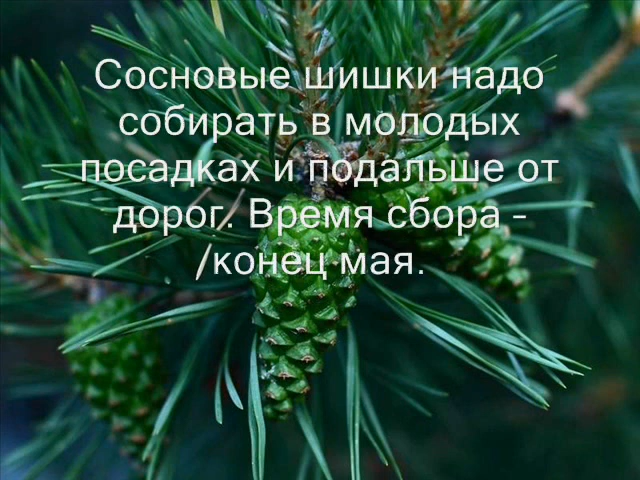 Сосновые шишки надо
собирать в молодых
посадках и подальше от
дорог. Время сбора –
конец мая.